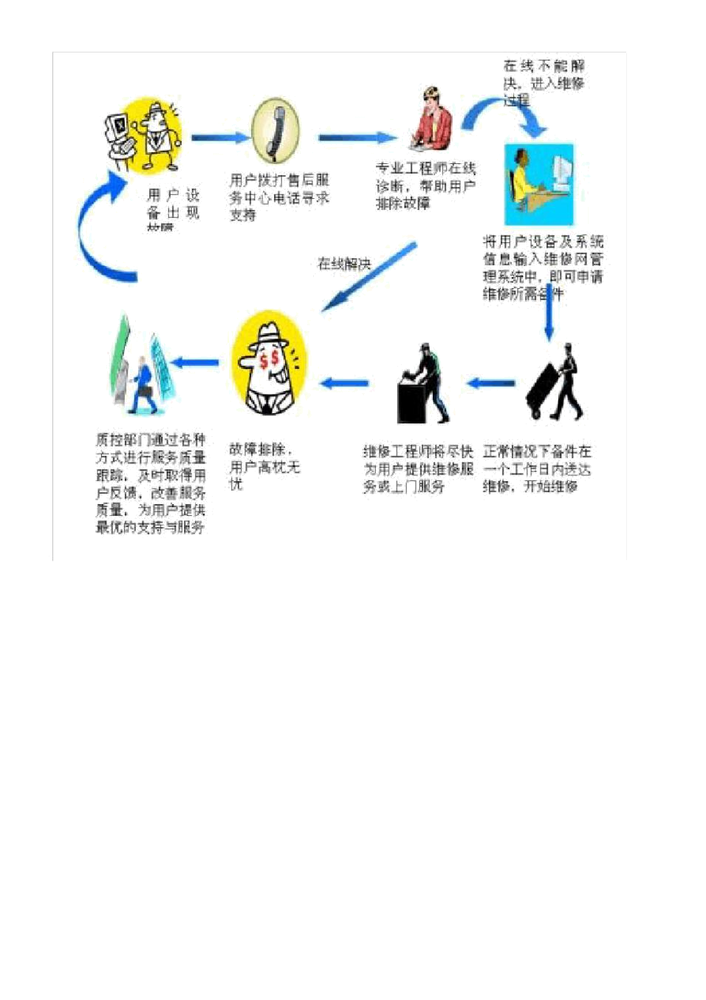 在线不能解
决，进入维修
过程
用户设
备出现
故障
用户拨打售后服
务中心电话寻求
支持
专业工程师在线
诊断，帮助用户
排除故障
将用户设备及系统
信息输入维修网管
理系统中，即可申请
维修所需备件
在线解决
质控部门通过各种
方式进行服务质量
跟踪，及时取得用
户反馈，改善服务
质量，为用户提供
最优的支持与服务
故障排除，
用户高枕无
忧
维修工程师将尽快
为用户提供维修服
务或上门服务
正常情况下备件在
一个工作日内送达
维修，开始维修